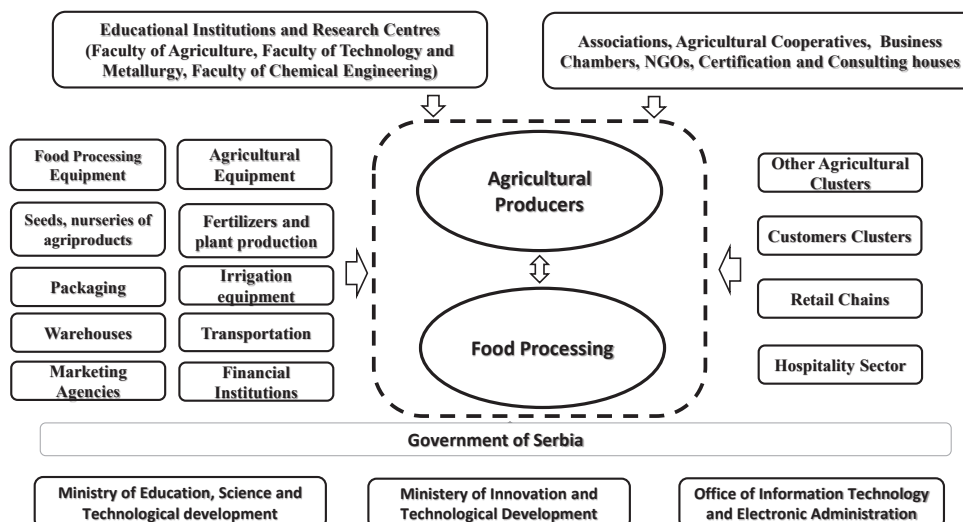 Educational Institutions and Research Centres
(Faculty of Agriculture, Faculty of Technology and
Metallurgy, Faculty of Chemical Engineering)
Associations, Agricultural Cooperatives, Business
Chambers, NGOs, Certification and Consulting houses
Food Processing
Equipment
Agricultural
Equipment
Seeds, nurseries of
agriproducts
Fertilizers and
plant production
Packaging
Irrigation
equipment
Warehouses
Transportation
Marketing
Agencies
Financial
Institutions
Agricultural
Producers
Food Processing
Other Agricultural
Clusters
Customers Clusters
Retail Chains
Hospitality Sector
Government of Serbia
Ministry of Education, Science and
Technological development
Ministery of Innovation and
Technological Development
Office of Information Technology
and Electronic Administration